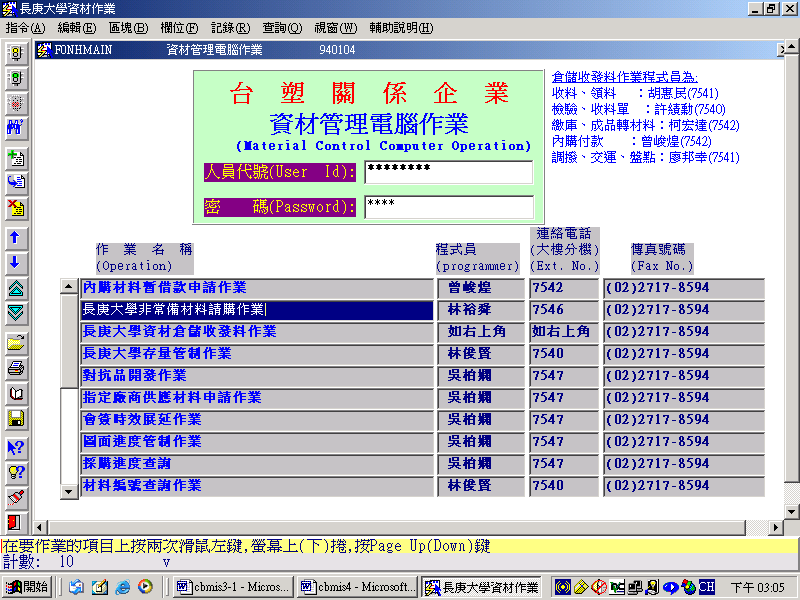 長庚大學資材作業
指令(A) 編輯(E) 區塊(B) 欄位(F) 記錄(R) 查詢(Q) 視窗(W) 輔助說明(H)
FONHMAIN 資材管理電腦作業 940104
台 塑 關 係 企 業
資材管理電腦作業
(Material Control Computer Operation)
人員代號(User Id): ********
密 碼(Password): ****
倉儲收發料作業程式員為:
收料、領料 :胡惠民(7541)
檢驗、收料單 :許績勳(7540)
繳庫、成品轉材料:柯宏達(7542)
內購付款 :曾峻煌(7542)
調撥、交運、盤點:廖邦幸(7541)
作 業 名 稱 程式員 連絡電話 傳真號碼
(Operation) (programmer) (大樓分機) (Fax No.)
(Ext. No.)
內購材料暫借款申請作業 曾峻煌 7542 (02)2717-8594
長庚大學非常備材料請購作業 林裕舜 7546 (02)2717-8594
長庚大學資材倉儲收發料作業 如右上角 如右上角 (02)2717-8594
長庚大學存量管制作業 林俊賢 7540 (02)2717-8594
對抗品開發作業 吳柏嫻 7540 (02)2717-8594
指定廠商供應材料申請作業 吳柏嫻 7540 (02)2717-8594
會簽時效展延作業 吳柏嫻 7540 (02)2717-8594
圖面進度管制作業 吳柏嫻 7540 (02)2717-8594
採購進度查詢 吳柏嫻 7540 (02)2717-8594
材料編號查詢作業 林俊賢 7540 (02)2717-8594
在要作業的項目上按兩次滑鼠左鍵,螢幕上(下)捲,按Page Up(Down)鍵
計數: 10 v
開始 cbmis3-1 - Micros... cbmis4 - Microsoft... 長庚大學資材作業 CH 下午 03:05